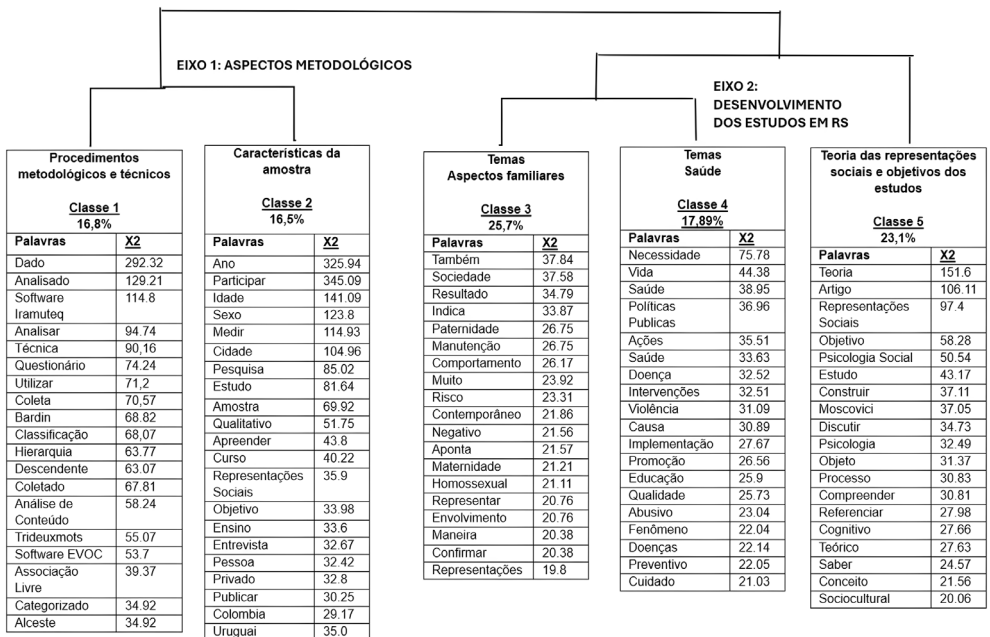 EIXO 1: ASPECTOS METODOLÓGICOS
EIXO 2:
DESENVOLVIMENTO
DOS ESTUDOS EM RS
Procedimentos
metodológicos e técnicos
Classe 1
16,8%
Palavras X2
Dado 292.32
Analisado 129.21
Software 114.8
Iramuteq
Analisar 94.74
Técnica 90,16
Questionário 74.24
Utilizar 71,2
Coleta 70,57
Bardin 68.82
Classificação 68,07
Hierarquia 63.77
Descendente 63.07
Coletado 67.81
Análise de 58.24
Conteúdo
Trideuxmots 55.07
Software EVOC 53.7
Associação 39.37
Livre
Categorizado 34.92
Alceste 34.92
Características da
amostra
Classe 2
16,5%
Palavras X2
Ano 325.94
Participar 345.09
Idade 141.09
Sexo 123.8
Medir 114.93
Cidade 104.96
Pesquisa 85.02
Estudo 81.64
Amostra 69.92
Qualitativo 51.75
Apreender 43.8
Curso 40.22
Representações 35.9
Sociais
Objetivo 33.98
Ensino 33.6
Entrevista 32.67
Pessoa 32.42
Privado 32.8
Publicar 30.25
Colombia 29.17
Uruguai 35.0
Temas
Aspectos familiares
Classe 3
25,7%
Palavras X2
Também 37.84
Sociedade 37.58
Resultado 34.79
Indica 33.87
Paternidade 26.75
Manutenção 26.75
Comportamento 26.17
Muito 23.92
Risco 23.31
Contemporâneo 21.86
Negativo 21.56
Aponta 21.57
Maternidade 21.21
Homossexual 21.11
Representar 20.76
Envolvimento 20.76
Maneira 20.38
Confirmar 20.38
Representações 19.8
Temas
Saúde
Classe 4
17,89%
Palavras X2
Necessidade 75.78
Vida 44.38
Saúde 38.95
Políticas 36.96
Publicas
Ações 35.51
Saúde 33.63
Doença 32.52
Intervenções 32.51
Violência 31.09
Causa 30.89
Implementação 27.67
Promoção 26.56
Educação 25.9
Qualidade 25.73
Abusivo 23.04
Fenômeno 22.04
Doenças 22.14
Preventivo 22.05
Cuidado 21.03
Teoria das representações
sociais e objetivos dos
estudos
Classe 5
23,1%
Palavras X2
Teoria 151.6
Artigo 106.11
Representações 97.4
Sociais
Objetivo 58.28
Psicologia Social 50.54
Estudo 43.17
Construir 37.11
Moscovici 37.05
Discutir 34.73
Psicologia 32.49
Objeto 31.37
Processo 30.83
Compreender 30.81
Referenciar 27.98
Cognitivo 27.66
Teórico 27.63
Saber 24.57
Conceito 21.56
Sociocultural 20.06